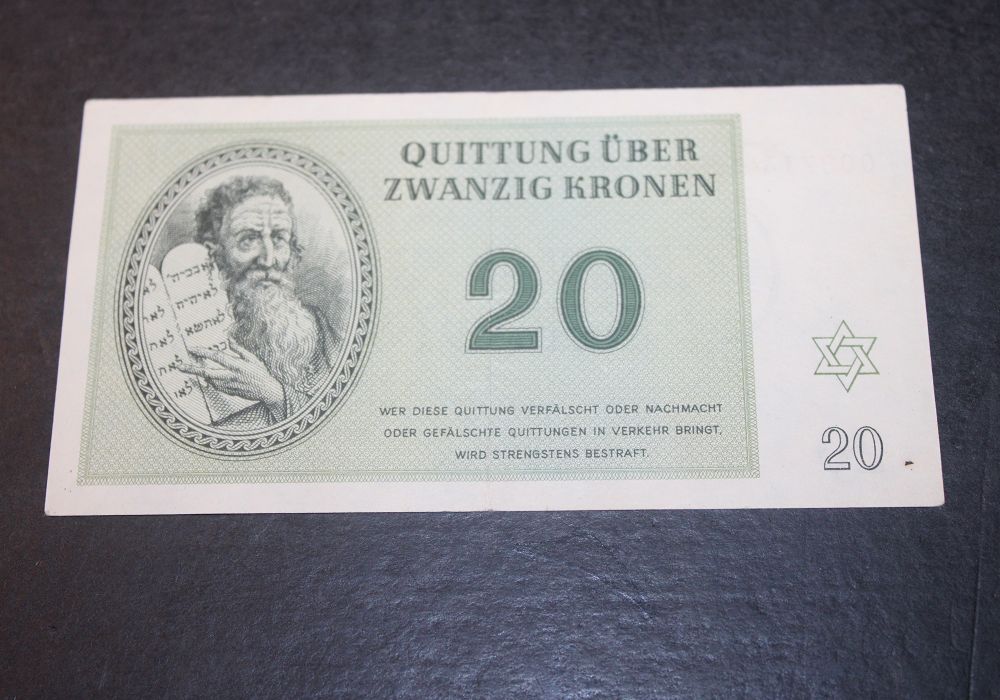 QUITTUNG ÜBER
ZWANZIG KRONEN
20
WER DIESE QUITTUNG VERFÄLSCHT ODER NACHMACHT
ODER GEFÄLSCHTE QUITTUNGEN IN VERKEHR BRINGT,
WIRD STRENGSTENS BESTRAFT.
20